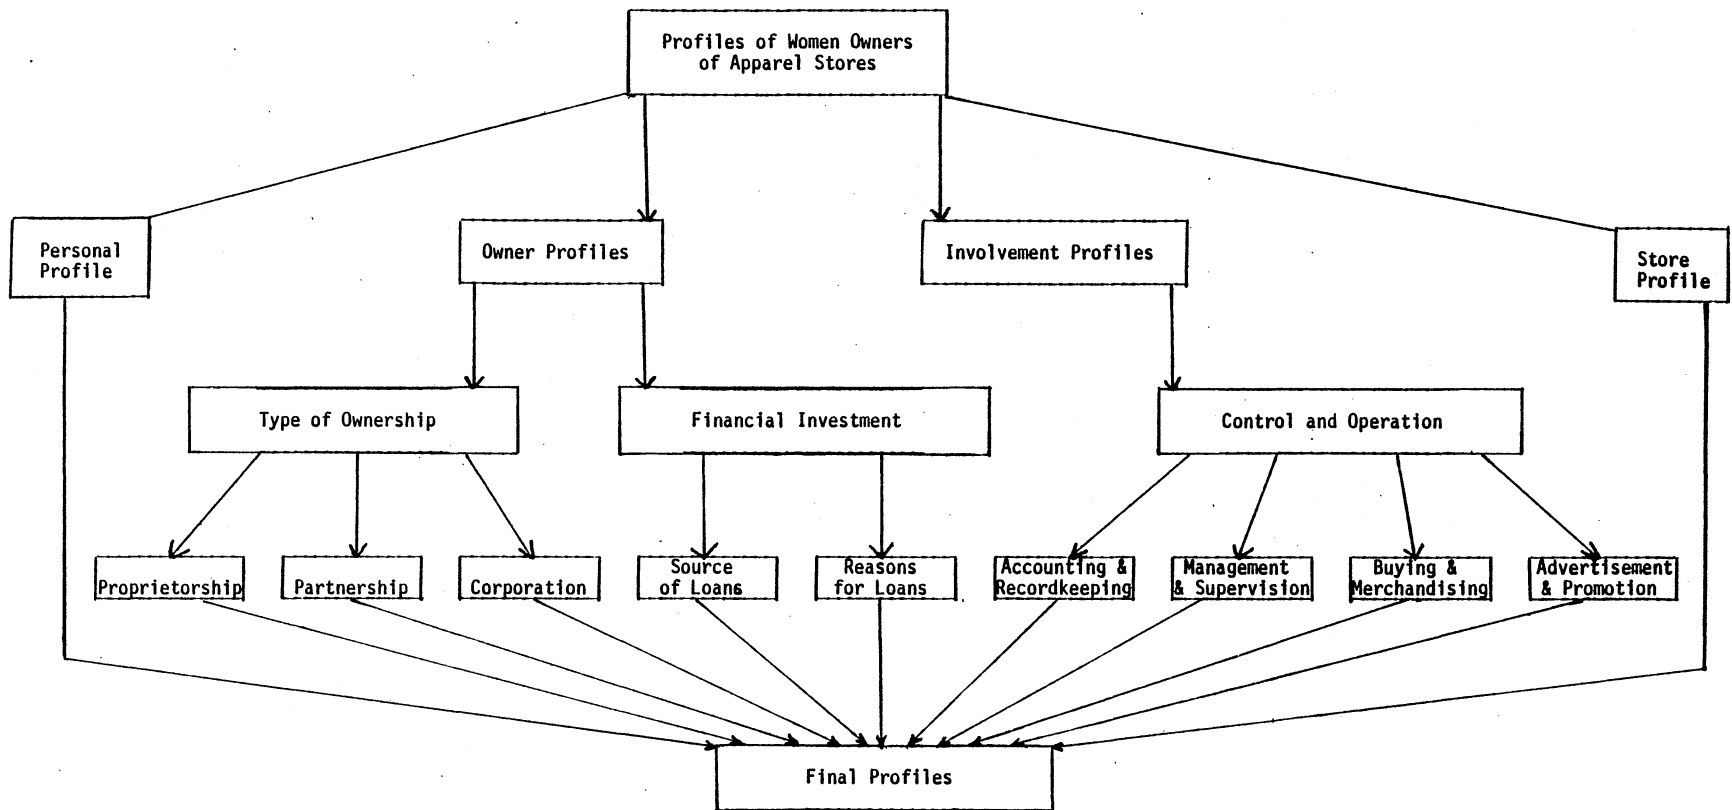 Profiles of Women Owners
of Apparel Stores
Personal
Profile
Owner Profiles
Involvement Profiles
Store
Profile
Type of Ownership
Financial Investment
Control and Operation
Proprietorship
Partnership
Corporation
Source
of Loans
Reasons
for Loans
Accounting &
Recordkeeping
Management
& Supervision
Buying &
Merchandising
Advertisement
& Promotion
Final Profiles